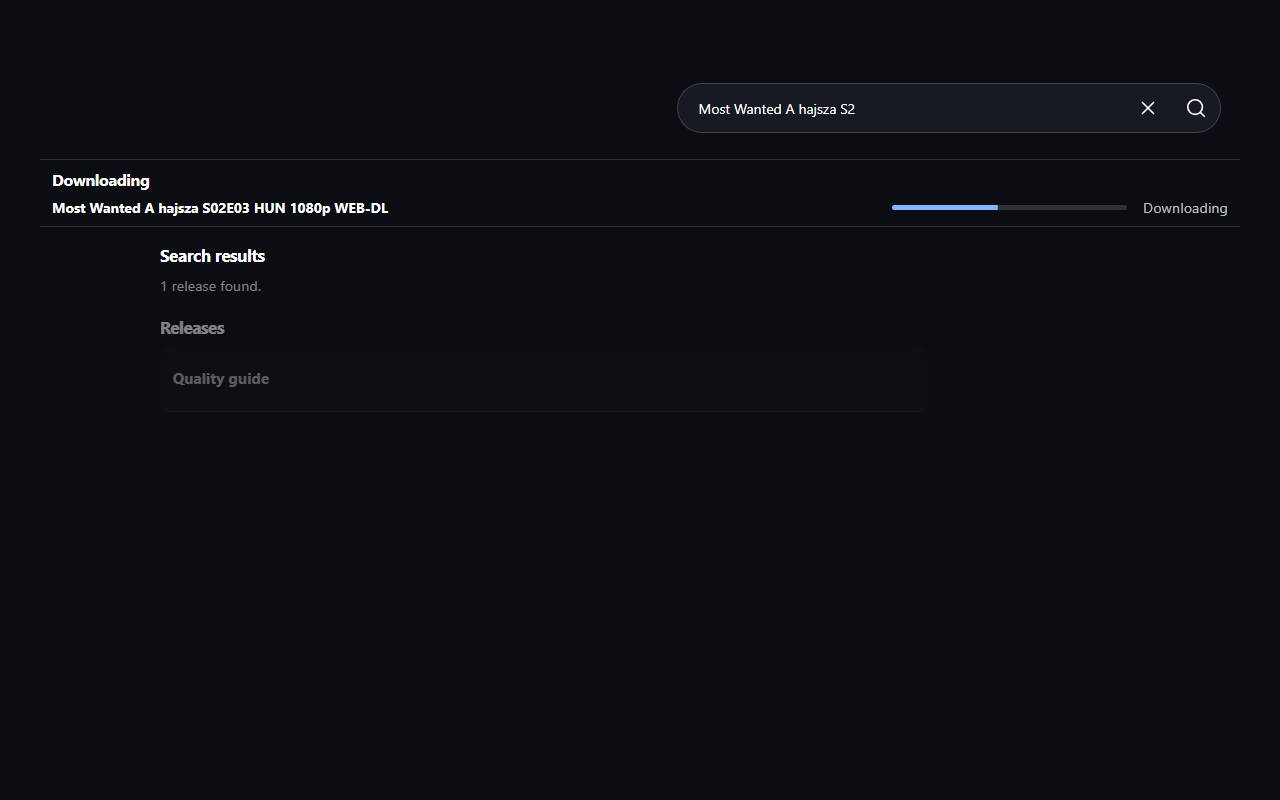 Most Wanted A hajsza S2
Downloading
Most Wanted A hajsza S02E03 HUN 1080p WEB-DL
Downloading
Search results
1 release found.
Releases
Quality guide